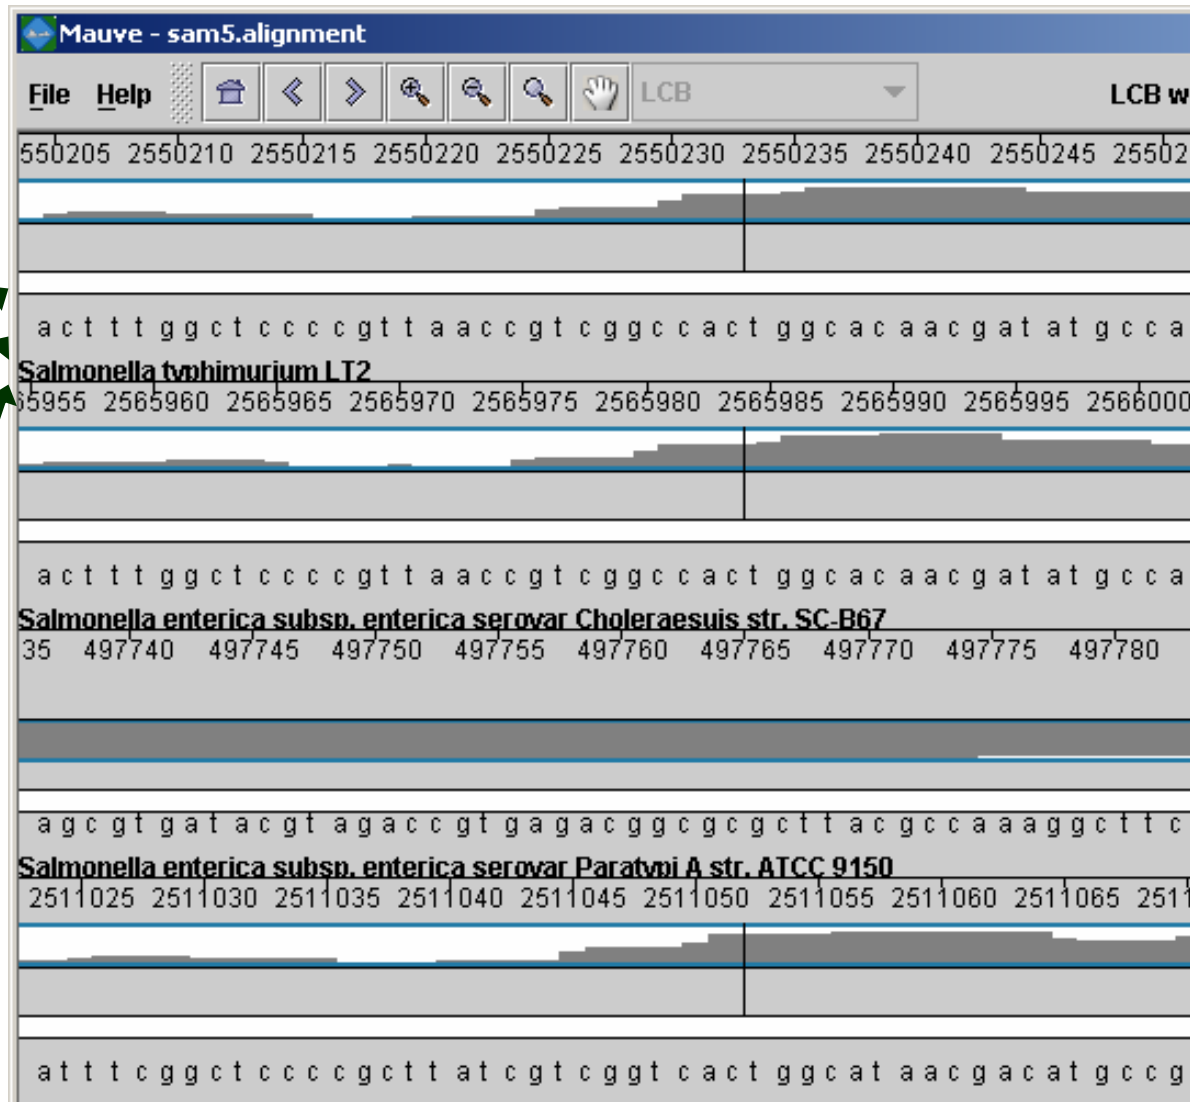 Mauve - sam5.alignment
File Help LCB LCB w
550205 2550210 2550215 2550220 2550225 2550230 2550235 2550240 2550245 25502
a c t t t g g c t c c c c g t t a a c c g t c g g c c a c t g g c a c a a c g a t a t g c c a
Salmonella typhimurium LT2
65955 2565960 2565965 2565970 2565975 2565980 2565985 2565990 2565995 2566000
a c t t t g g c t c c c c g t t a a c c g t c g g c c a c t g g c a c a a c g a t a t g c c a
Salmonella enterica subsp. enterica serovar Choleraesuis str. SC-B67
35 497740 497745 497750 497755 497760 497765 497770 497775 497780
a g c g t g a t a c g t a g a c c g t g a g a c g g c g c g c t t a c g c c a a a g g c t t c
Salmonella enterica subsp. enterica serovar Paratypi A str. ATCC 9150
2511025 2511030 2511035 2511040 2511045 2511050 2511055 2511060 2511065 2511
a t t t c g g c t c c c c g c t t a t c g t c g g t c a c t g g c a t a a c g a c a t g c c g